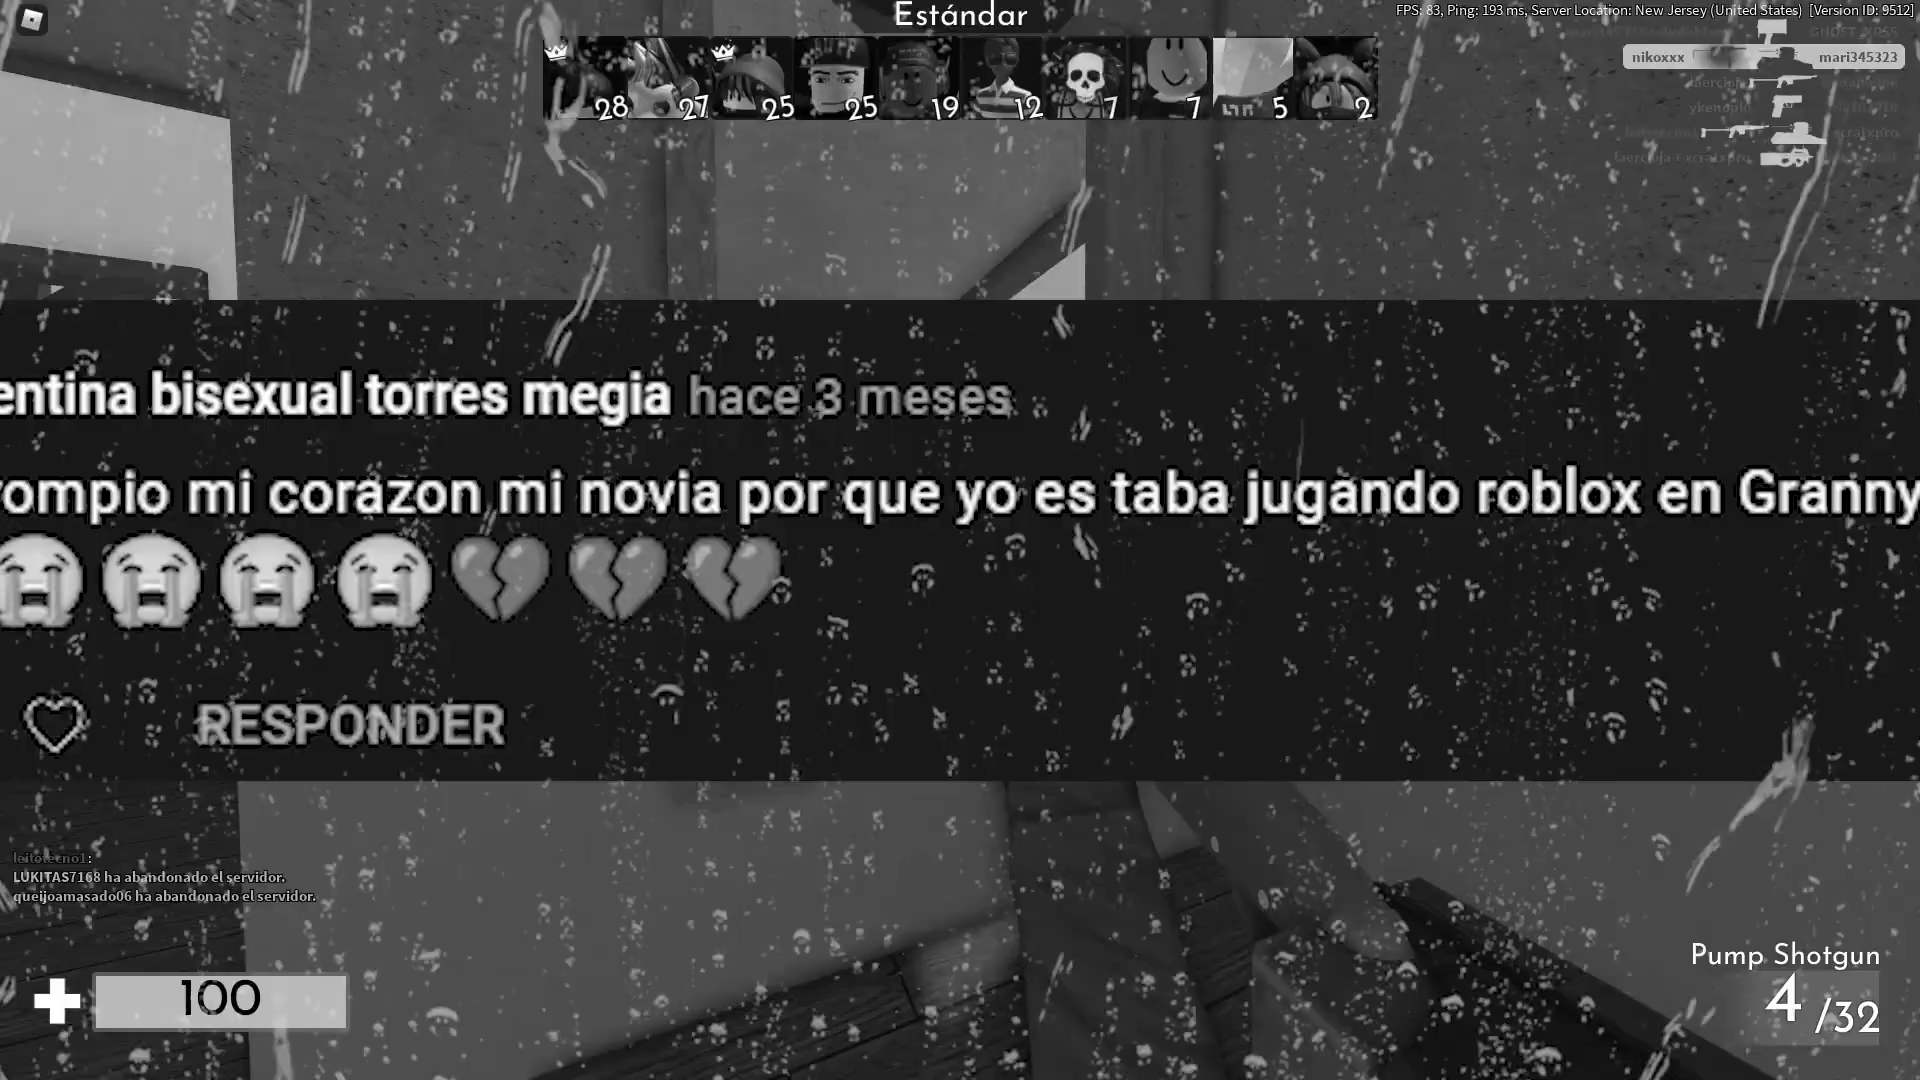 Estándar
FPS: 83, Ping: 193 ms, Server Location: New Jersey (United States) [Version ID: 9512]
28 27 25 25 19 12 7 7 5 2
nikoxxx mari345323
entina bisexual torres megia hace 3 meses
rompio mi corazon mi novia por que yo es taba jugando roblox en Granny
RESPONDER
leitotecno1:
LUKITAS7168 ha abandonado el servidor.
queijoamasado06 ha abandonado el servidor.
100
Pump Shotgun
4 /32